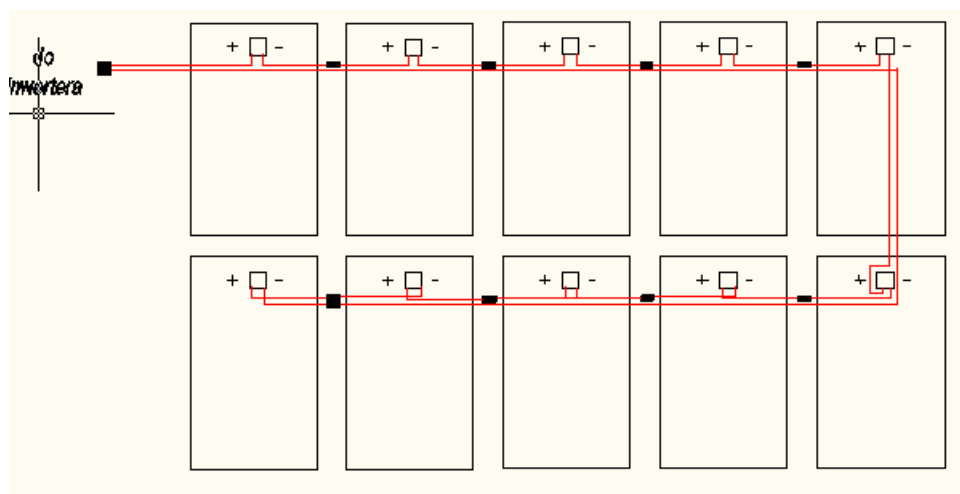 do
Inwertera
+ - + - + - + - + -
+ - + - + - + - + -